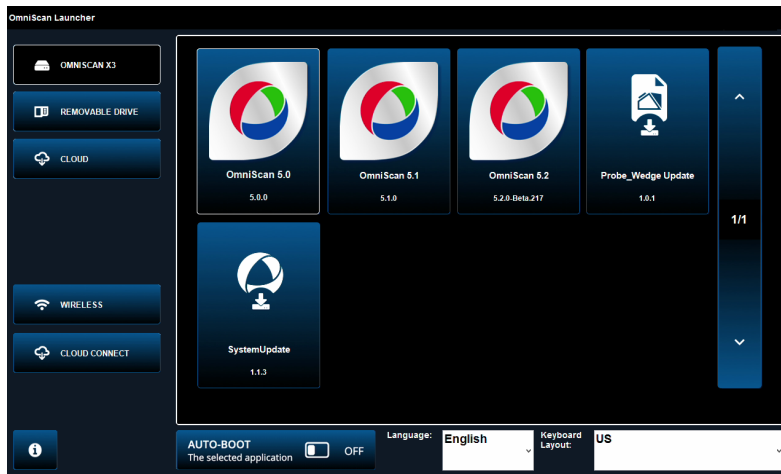 OmniScan Launcher
OMNISCAN X3
REMOVABLE DRIVE
CLOUD
WIRELESS
CLOUD CONNECT
OmniScan 5.0
5.0.0
OmniScan 5.1
5.1.0
OmniScan 5.2
5.2.0-Beta.217
Probe_Wedge Update
1.0.1
SystemUpdate
1.1.3
1/1
AUTO-BOOT
The selected application
OFF
Language:
English
Keyboard
Layout:
US